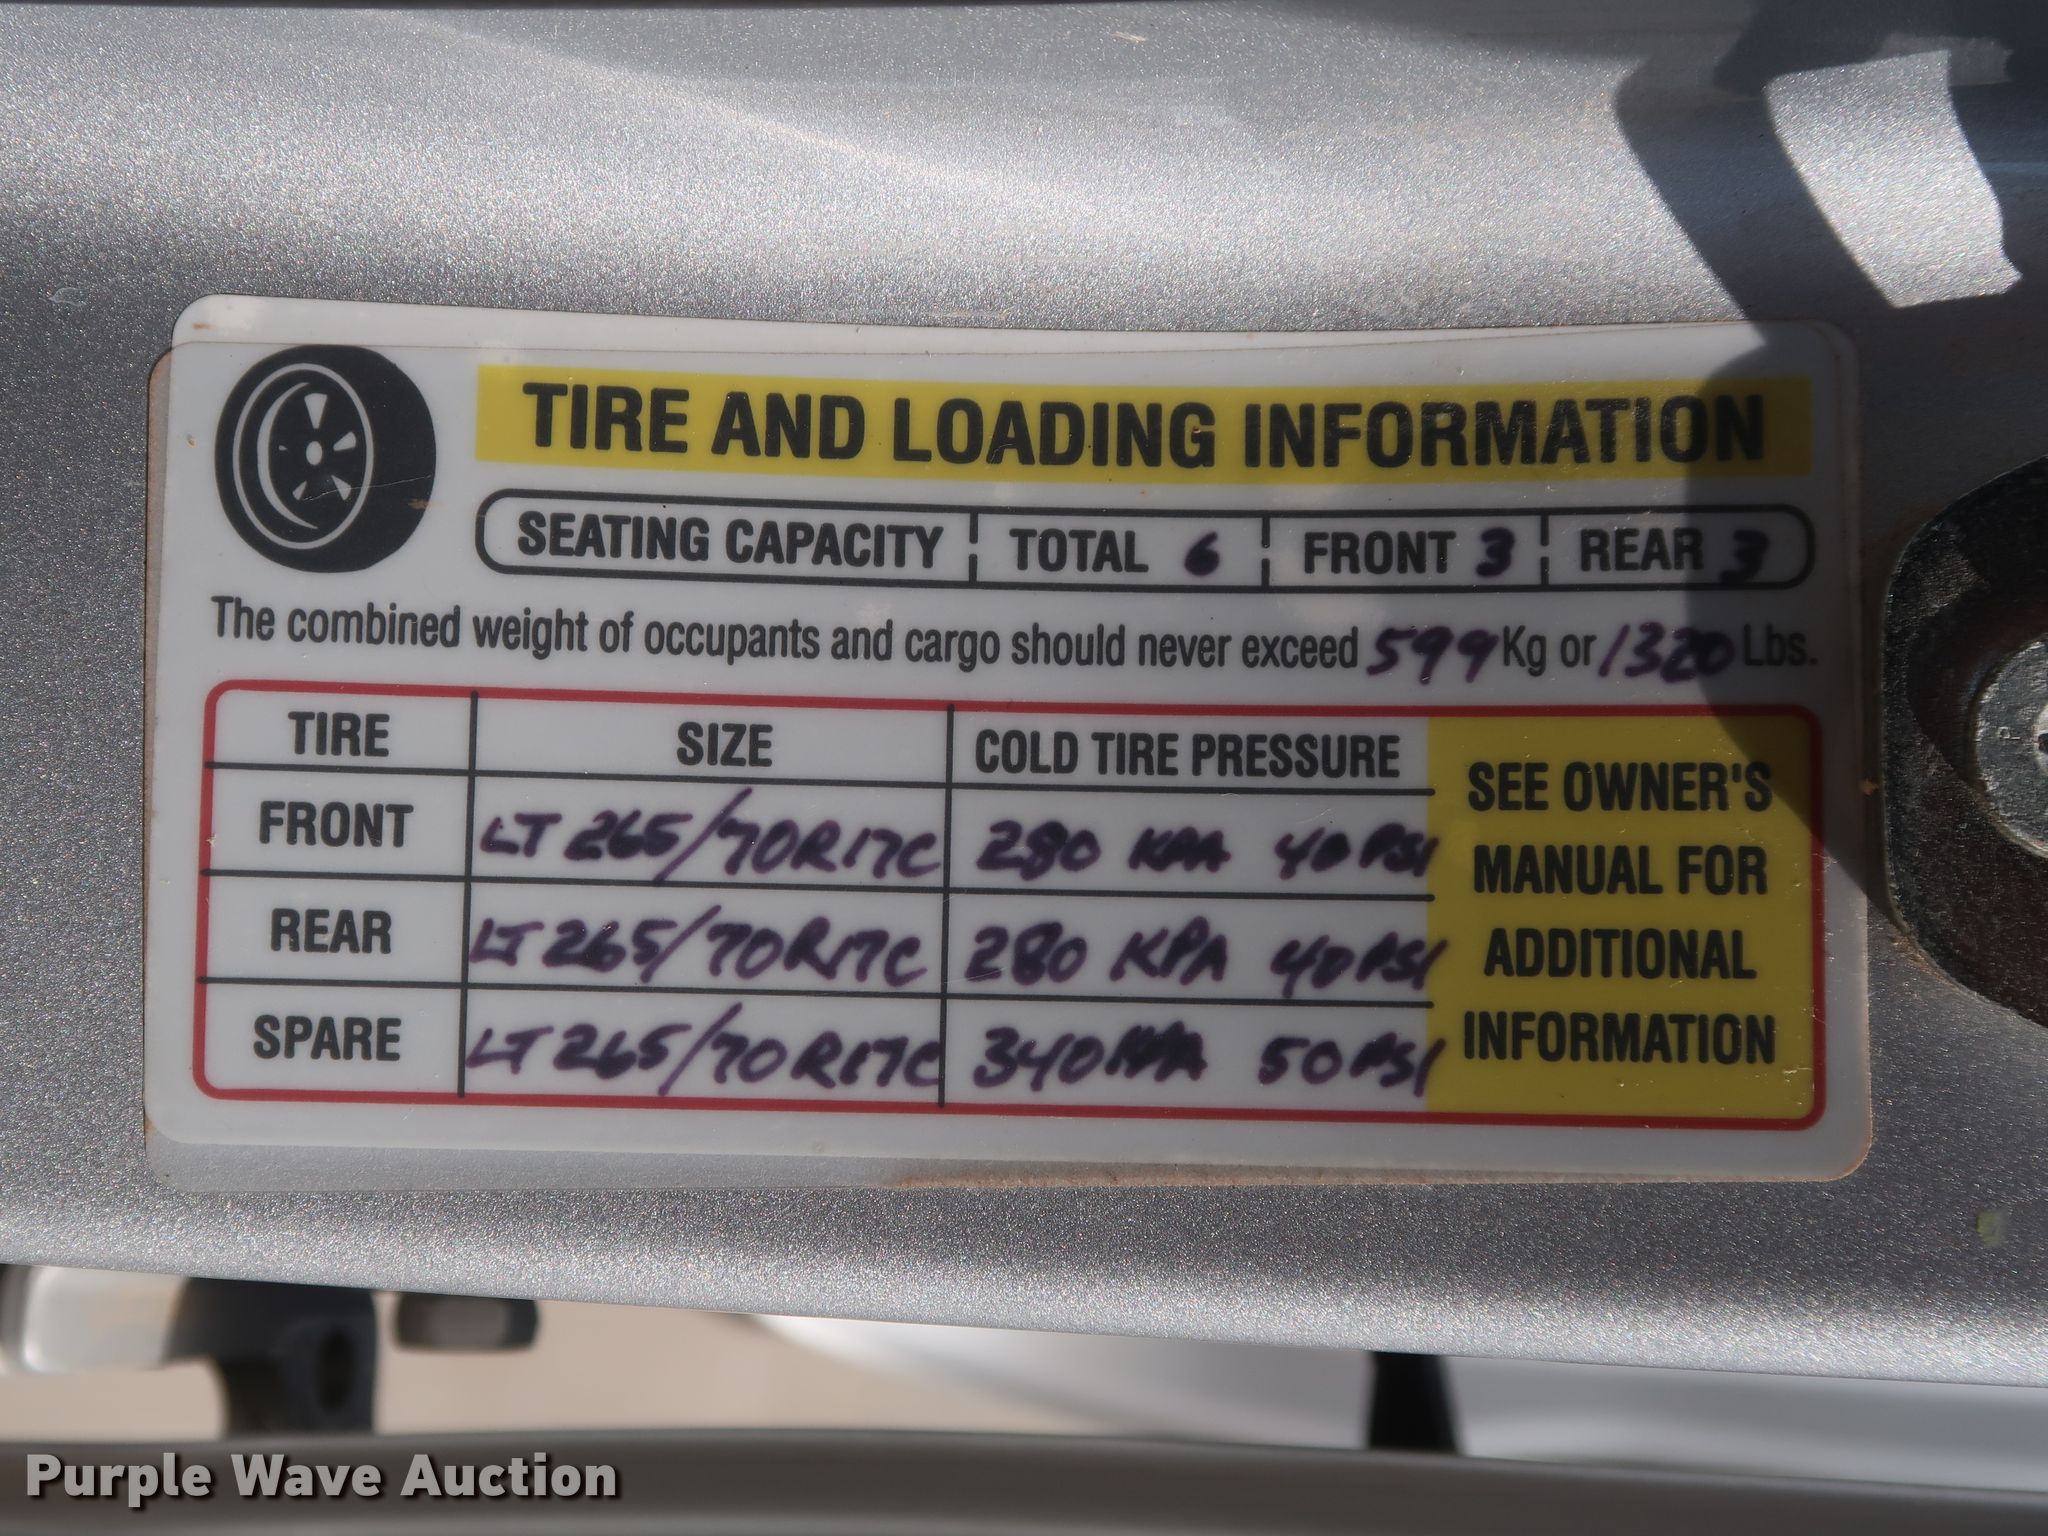 TIRE AND LOADING INFORMATION
SEATING CAPACITY TOTAL 6 FRONT 3 REAR 3
The combined weight of occupants and cargo should never exceed 599 Kg or 1320 Lbs.
TIRE SIZE COLD TIRE PRESSURE
FRONT LT 265/70R17C 280 KPA 40 PSI
REAR LT 265/70R17C 280 KPA 40 PSI
SPARE LT 265/70R17C 340 KPA 50 PSI
SEE OWNER'S
MANUAL FOR
ADDITIONAL
INFORMATION
Purple Wave Auction